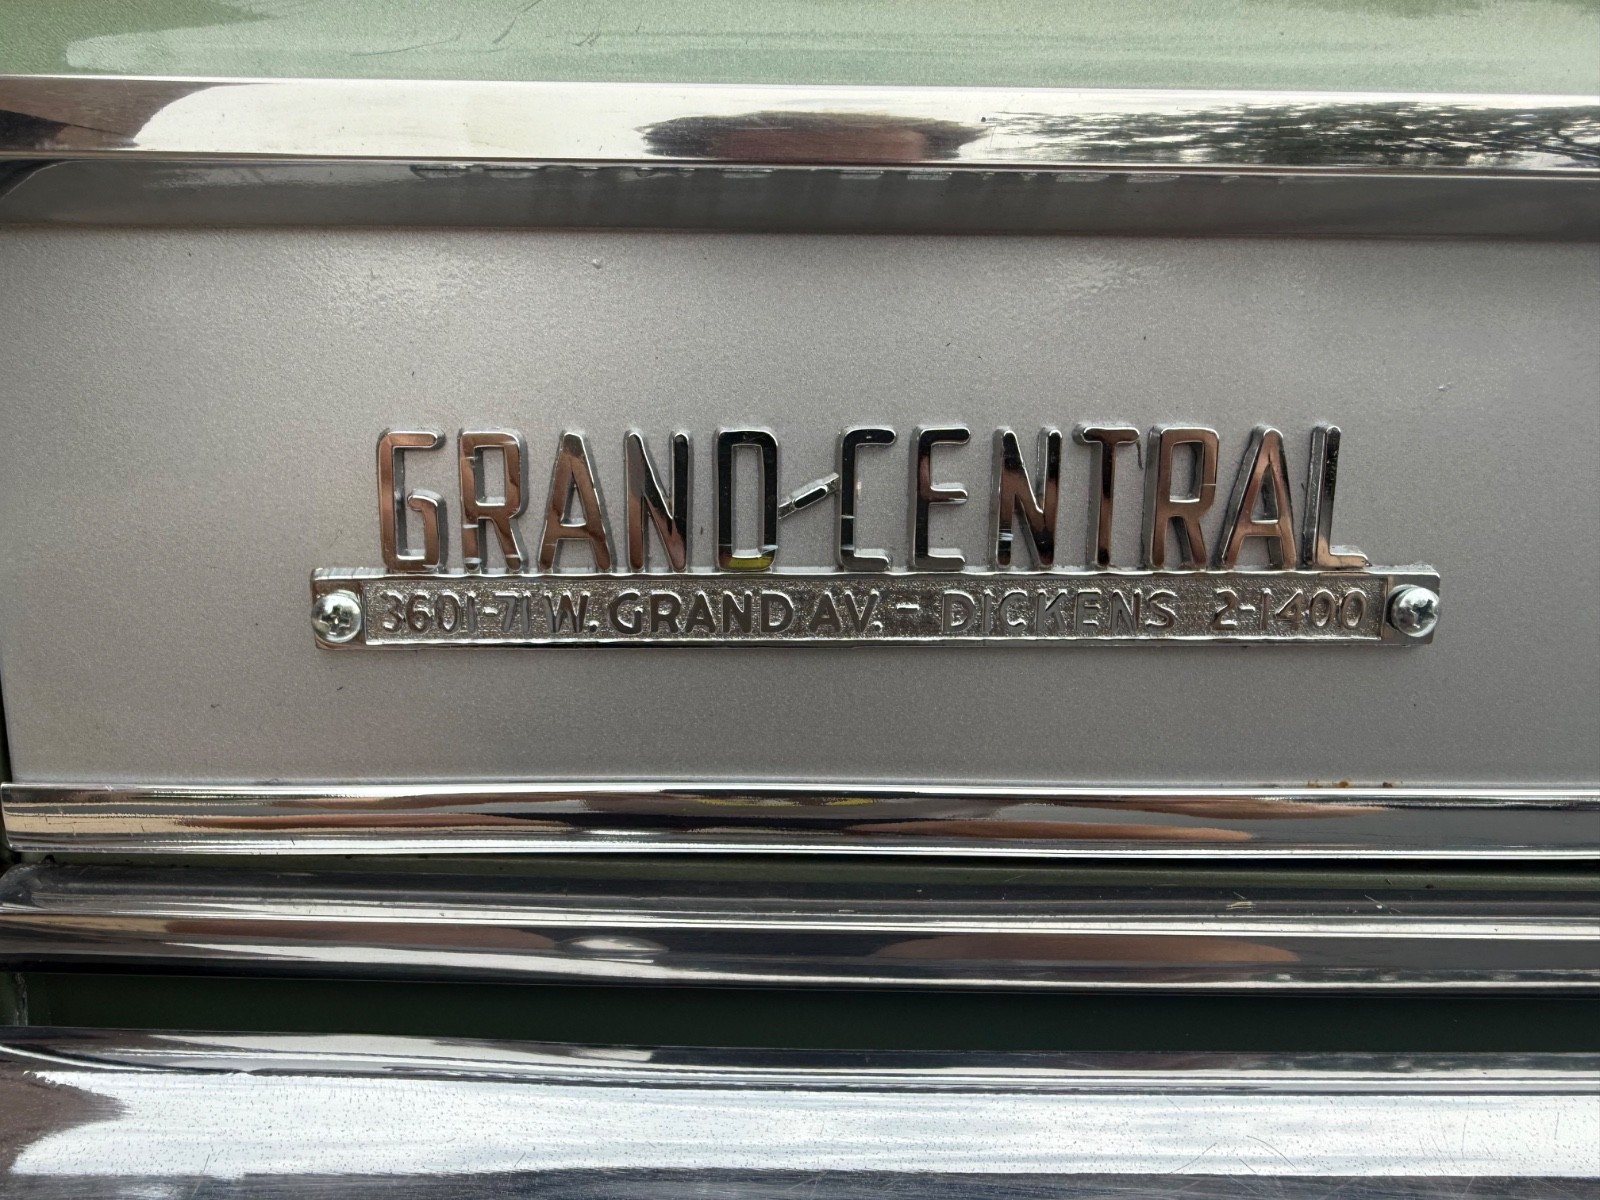 GRAND-CENTRAL
3601-71 W. GRAND AV. - DICKENS 2-1400